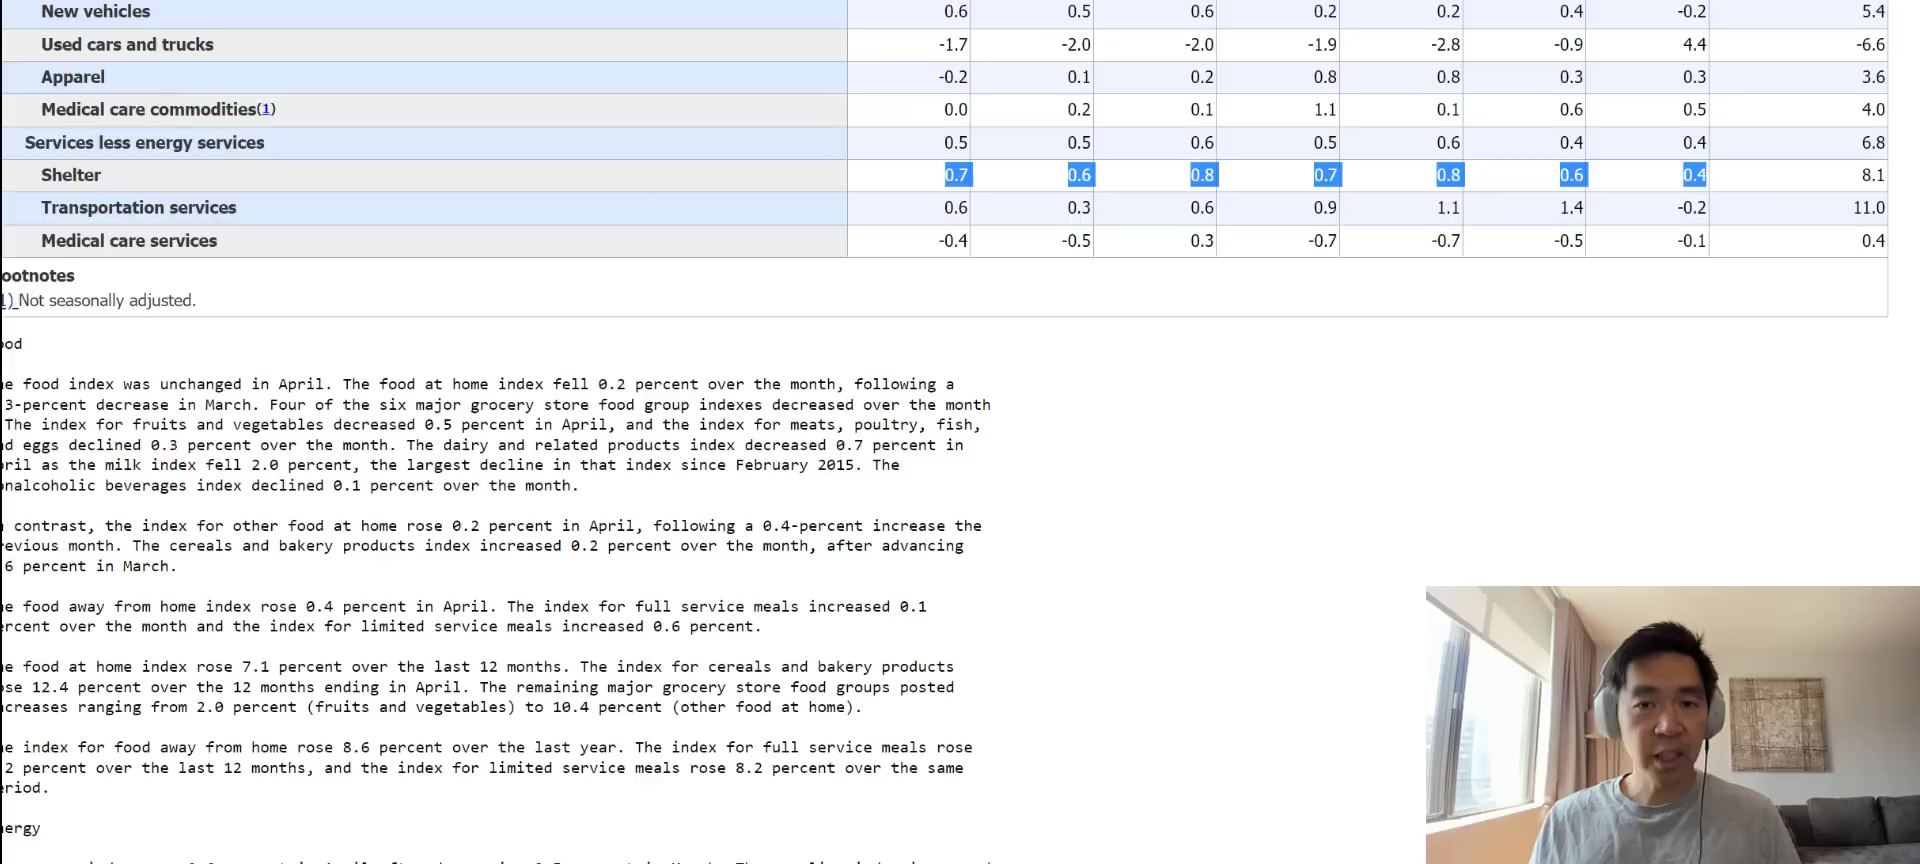 New vehicles 0.6 0.5 0.6 0.2 0.2 0.4 -0.2 5.4
Used cars and trucks -1.7 -2.0 -2.0 -1.9 -2.8 -0.9 4.4 -6.6
Apparel -0.2 0.1 0.2 0.8 0.8 0.3 0.3 3.6
Medical care commodities(1) 0.0 0.2 0.1 1.1 0.1 0.6 0.5 4.0
Services less energy services 0.5 0.5 0.6 0.5 0.6 0.4 0.4 6.8
Shelter 0.7 0.6 0.8 0.7 0.8 0.6 0.4 8.1
Transportation services 0.6 0.3 0.6 0.9 1.1 1.4 -0.2 11.0
Medical care services -0.4 -0.5 0.3 -0.7 -0.7 -0.5 -0.1 0.4
ootnotes
1) Not seasonally adjusted.
od
e food index was unchanged in April. The food at home index fell 0.2 percent over the month, following a
3-percent decrease in March. Four of the six major grocery store food group indexes decreased over the month
The index for fruits and vegetables decreased 0.5 percent in April, and the index for meats, poultry, fish,
d eggs declined 0.3 percent over the month. The dairy and related products index decreased 0.7 percent in
ril as the milk index fell 2.0 percent, the largest decline in that index since February 2015. The
nalcoholic beverages index declined 0.1 percent over the month.
contrast, the index for other food at home rose 0.2 percent in April, following a 0.4-percent increase the
evious month. The cereals and bakery products index increased 0.2 percent over the month, after advancing
6 percent in March.
e food away from home index rose 0.4 percent in April. The index for full service meals increased 0.1
rcent over the month and the index for limited service meals increased 0.6 percent.
e food at home index rose 7.1 percent over the last 12 months. The index for cereals and bakery products
se 12.4 percent over the 12 months ending in April. The remaining major grocery store food groups posted
creases ranging from 2.0 percent (fruits and vegetables) to 10.4 percent (other food at home).
e index for food away from home rose 8.6 percent over the last year. The index for full service meals rose
2 percent over the last 12 months, and the index for limited service meals rose 8.2 percent over the same
riod.
ergy